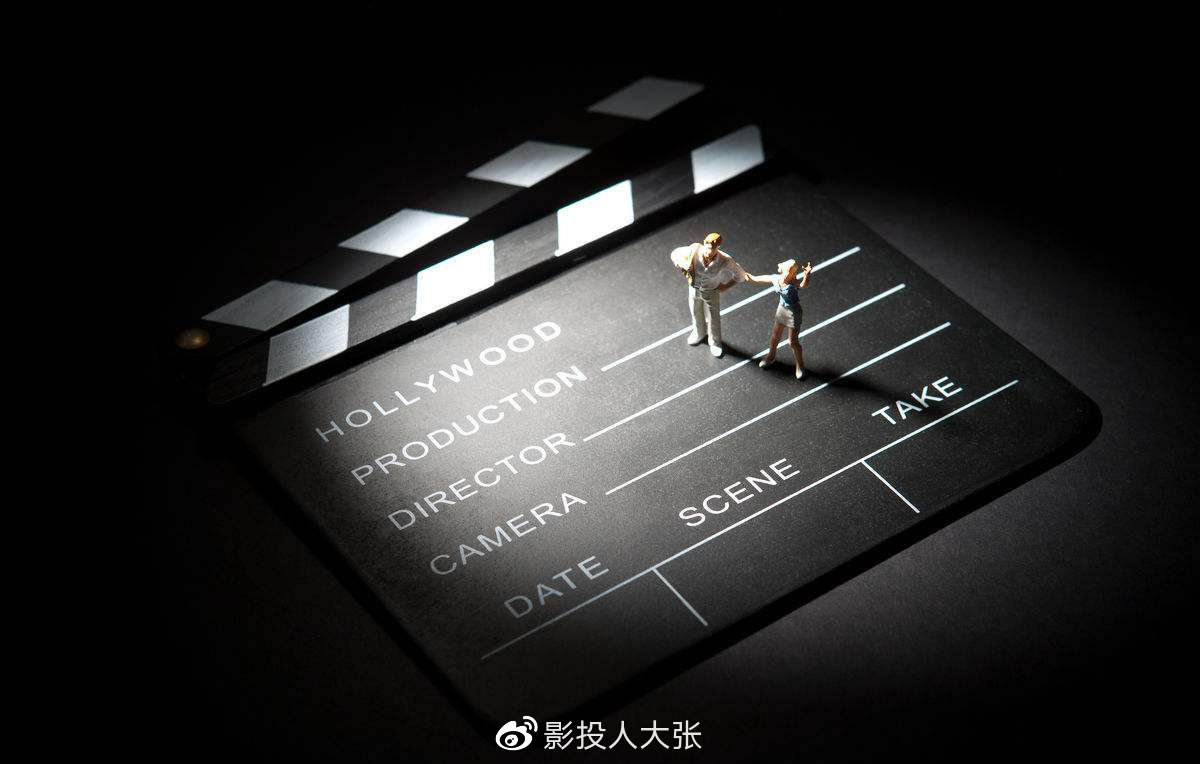 HOLLYWOOD
PRODUCTION
DIRECTOR
CAMERA
DATE SCENE TAKE
影投人大张